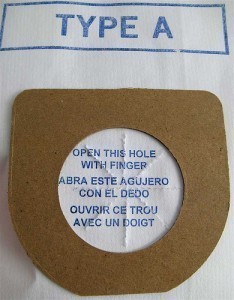 TYPE A
OPEN THIS HOLE
WITH FINGER
ABRA ESTE AGUJERO
CON EL DEDO
OUVRIR CE TROU
AVEC UN DOIGT